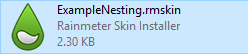 ExampleNesting.rmskin
Rainmeter Skin Installer
2.30 KB